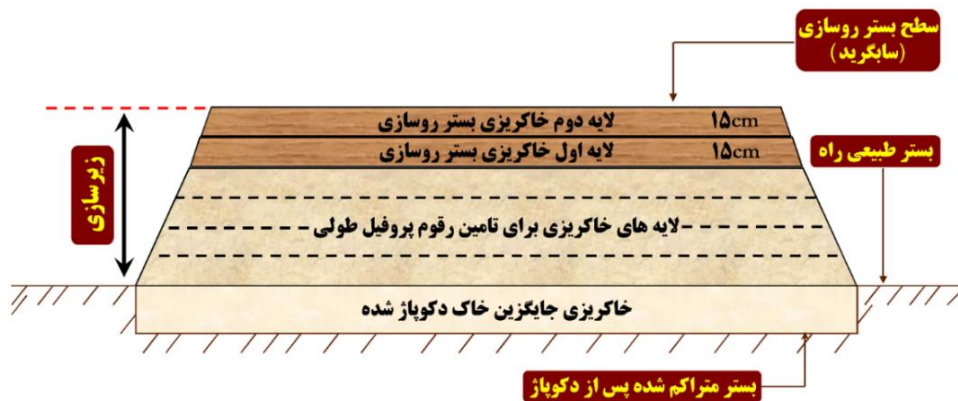 سطح بستر روسازی
(سابگرید)
لایه دوم خاکریزی بستر روسازی ۱۵cm
لایه اول خاکریزی بستر روسازی ۱۵cm
بستر طبیعی راه
زیرسازی
لایه های خاکریزی برای تامین رقوم پروفیل طولی
خاکریزی جایگزین خاک دکوپاژ شده
بستر متراکم شده پس از دکوپاژ